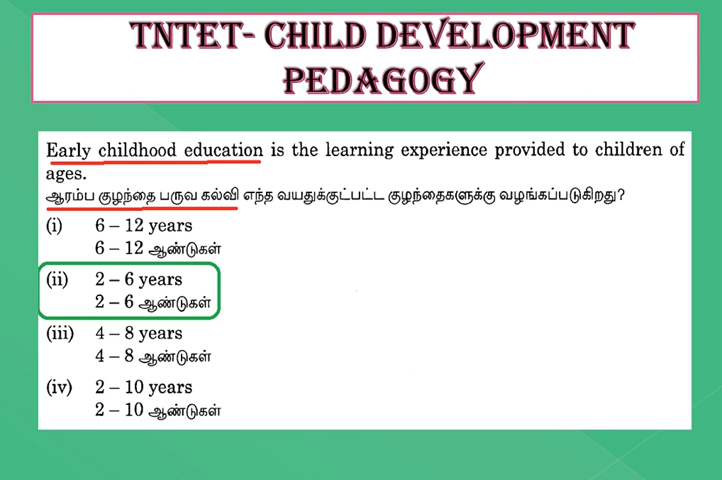 TNTET- CHILD DEVELOPMENT
PEDAGOGY
Early childhood education is the learning experience provided to children of
ages.
ஆரம்ப குழந்தை பருவ கல்வி எந்த வயதுக்குட்பட்ட குழந்தைகளுக்கு வழங்கப்படுகிறது?
(i) 6 – 12 years
6 – 12 ஆண்டுகள்
(ii) 2 – 6 years
2 – 6 ஆண்டுகள்
(iii) 4 – 8 years
4 – 8 ஆண்டுகள்
(iv) 2 – 10 years
2 – 10 ஆண்டுகள்